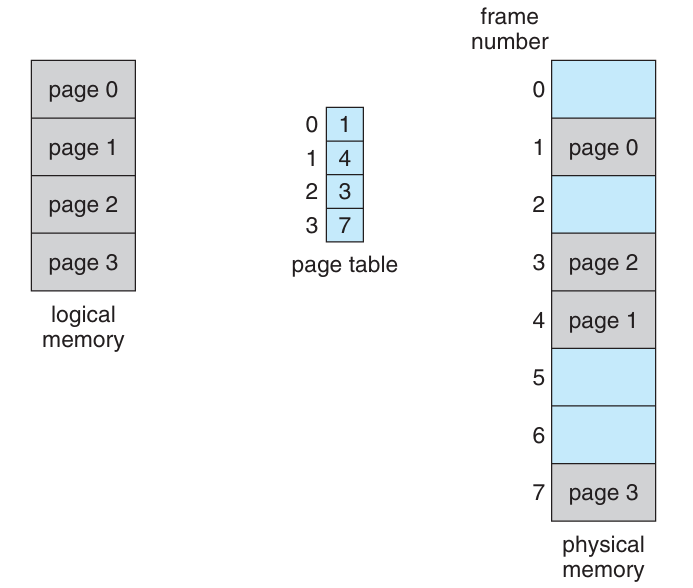 page 0
page 1
page 2
page 3
logical
memory
0 1
1 4
2 3
3 7
page table
frame
number
0
1 page 0
2
3 page 2
4 page 1
5
6
7 page 3
physical
memory